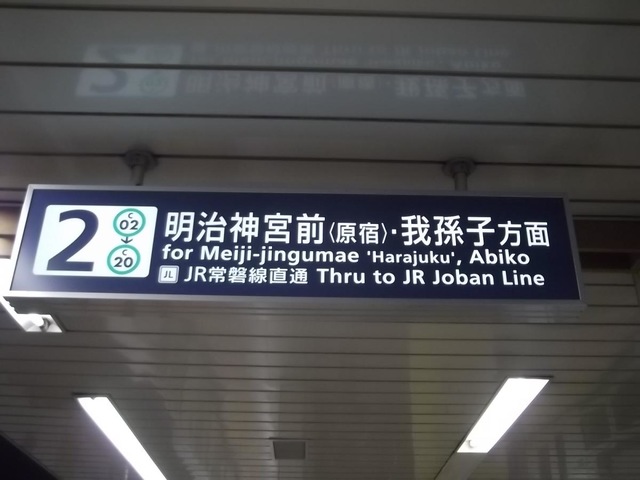 2 C 02 ↓ C 20
明治神宮前〈原宿〉・我孫子方面
for Meiji-jingumae 'Harajuku', Abiko
JR JR常磐線直通 Thru to JR Joban Line